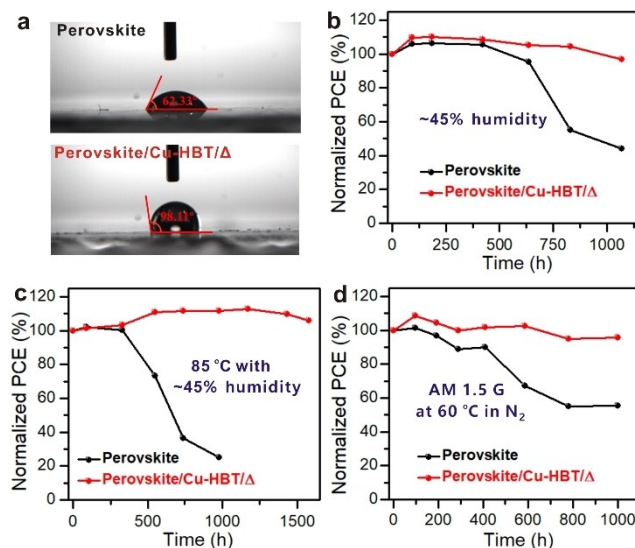 a
Perovskite
62.33°
Perovskite/Cu-HBT/Δ
98.11°
b
Normalized PCE (%)
120
100
80
60
40
20
0
~45% humidity
Perovskite
Perovskite/Cu-HBT/Δ
0 250 500 750 1000
Time (h)
c
Normalized PCE (%)
120
100
80
60
40
20
0
85 °C with
~45% humidity
Perovskite
Perovskite/Cu-HBT/Δ
0 500 1000 1500
Time (h)
d
Normalized PCE (%)
120
100
80
60
40
20
0
AM 1.5 G
at 60 °C in N₂
Perovskite
Perovskite/Cu-HBT/Δ
0 200 400 600 800 1000
Time (h)